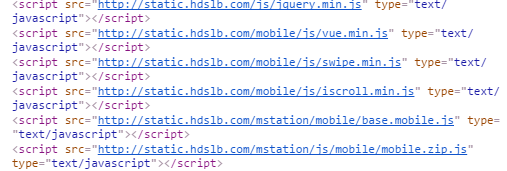 <script src="http://static.hdslb.com/js/jquery.min.js" type="text/
javascript"></script>
<script src="http://static.hdslb.com/mobile/js/vue.min.js" type="text/
javascript"></script>
<script src="http://static.hdslb.com/mobile/js/swipe.min.js" type="text/
javascript"></script>
<script src="http://static.hdslb.com/mobile/js/iscroll.min.js" type="text/
javascript"></script>
<script src="http://static.hdslb.com/mstation/mobile/base.mobile.js" type=
"text/javascript"></script>
<script src="http://static.hdslb.com/mstation/js/mobile/mobile.zip.js"
type="text/javascript"></script>